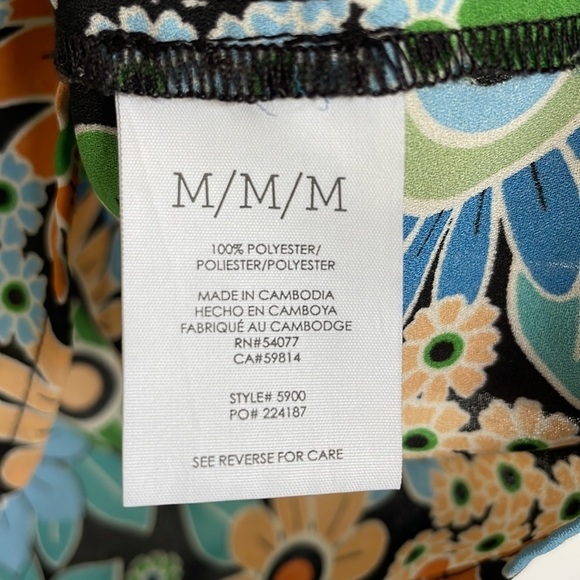 M/M/M
100% POLYESTER/
POLIESTER/POLYESTER
MADE IN CAMBODIA
HECHO EN CAMBOYA
FABRIQUÉ AU CAMBODGE
RN#54077
CA#59814
STYLE# 5900
PO# 224187
SEE REVERSE FOR CARE